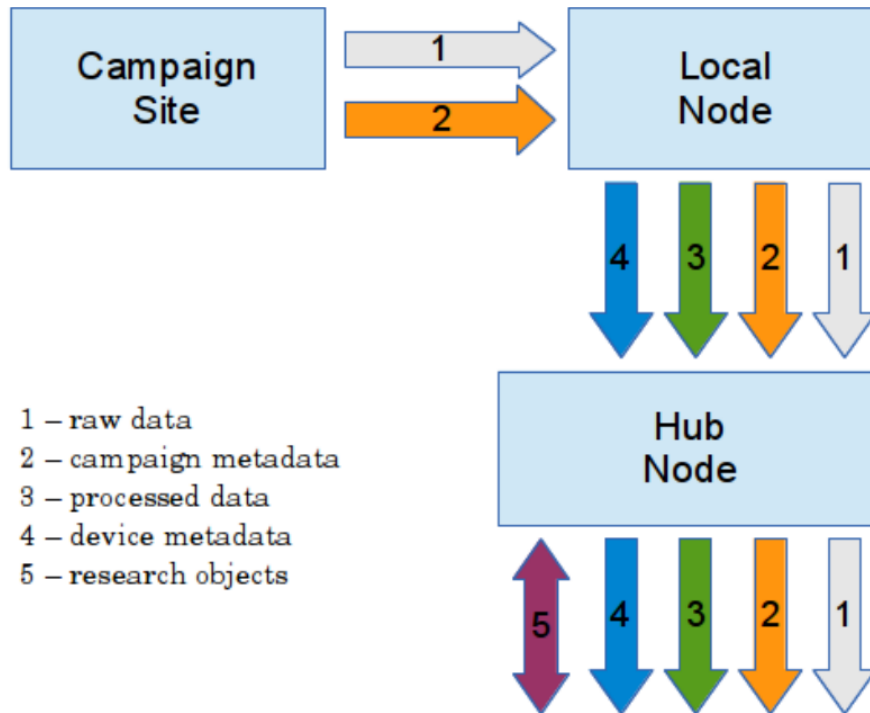 Campaign
Site
1
2
Local
Node
4 3 2 1
Hub
Node
1 – raw data
2 – campaign metadata
3 – processed data
4 – device metadata
5 – research objects
5 4 3 2 1